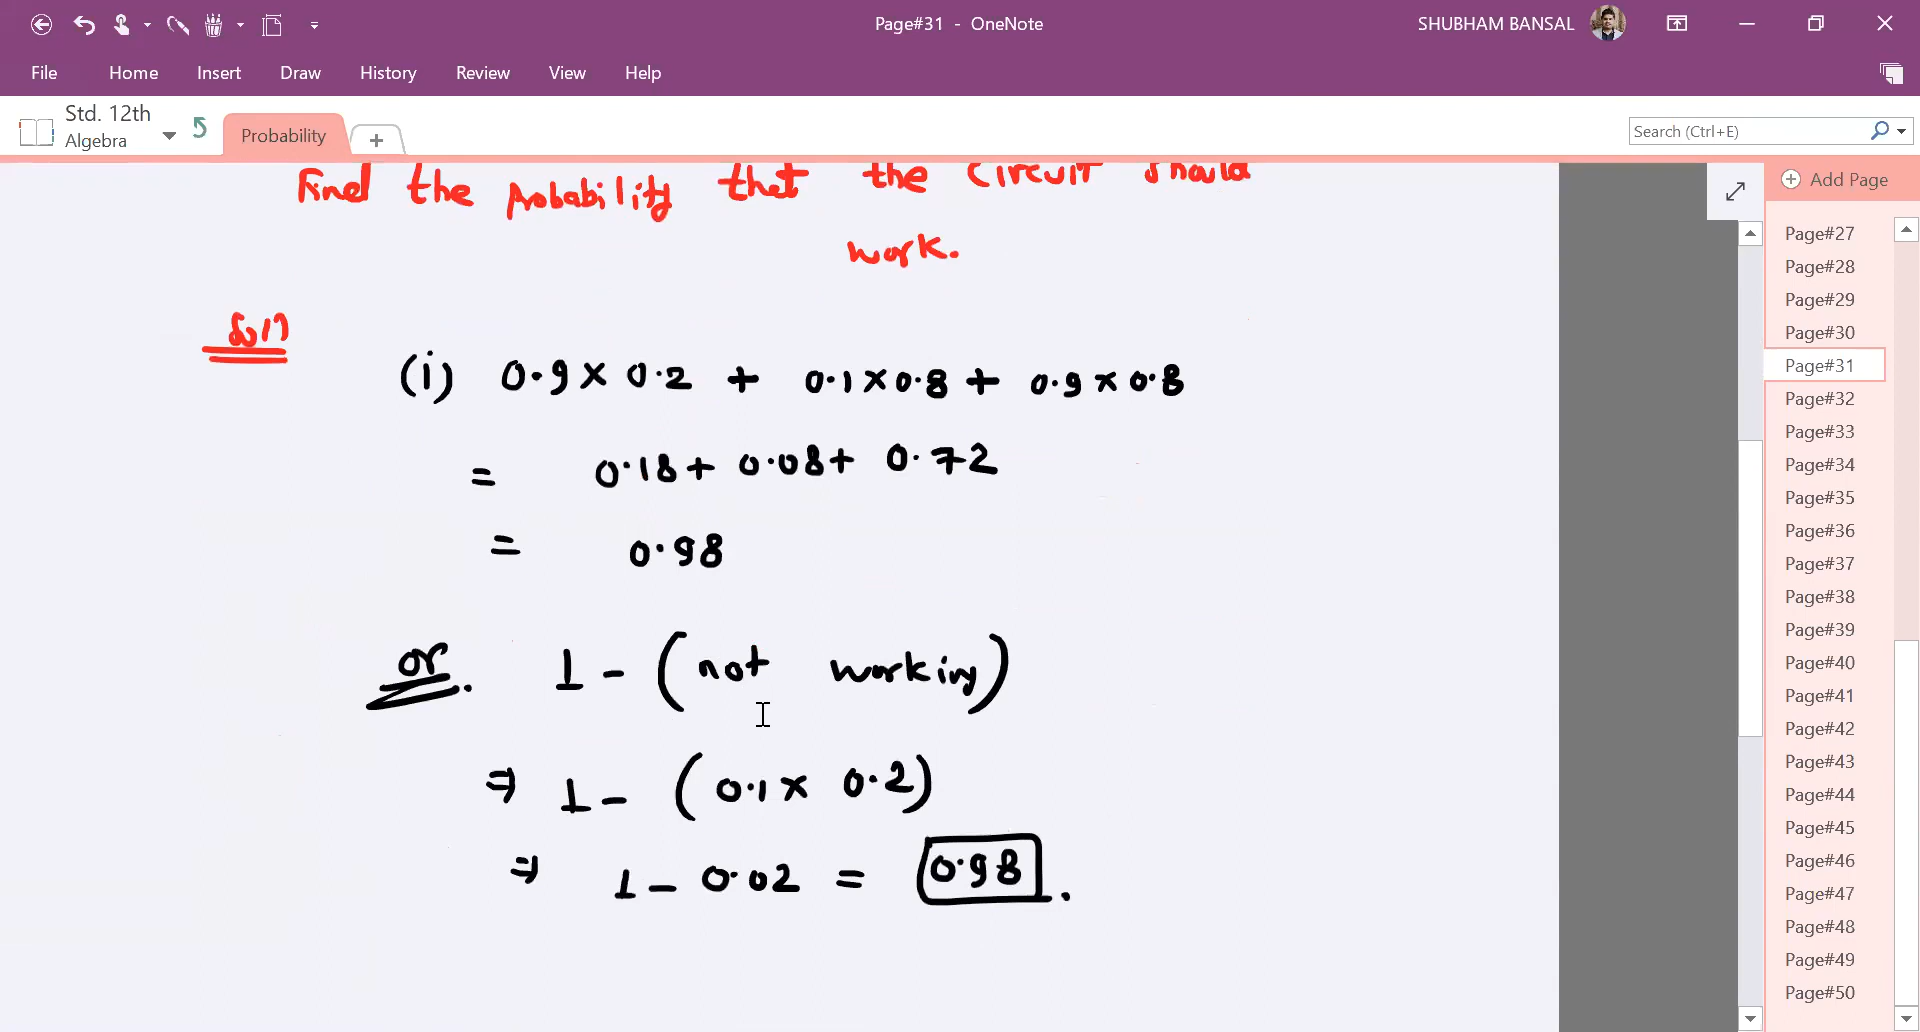 Page#31 - OneNote
SHUBHAM BANSAL
File Home Insert Draw History Review View Help
Std. 12th
Algebra
Probability
+
Search (Ctrl+E)
Add Page
Find the Probability that the Circuit should
work.
Soln
(i) 0.9 × 0.2 + 0.1 × 0.8 + 0.9 × 0.8
= 0.18 + 0.08 + 0.72
= 0.98
or. 1 - (not working)
⇒ 1 - (0.1 × 0.2)
⇒ 1 - 0.02 = 0.98.
Page#27
Page#28
Page#29
Page#30
Page#31
Page#32
Page#33
Page#34
Page#35
Page#36
Page#37
Page#38
Page#39
Page#40
Page#41
Page#42
Page#43
Page#44
Page#45
Page#46
Page#47
Page#48
Page#49
Page#50